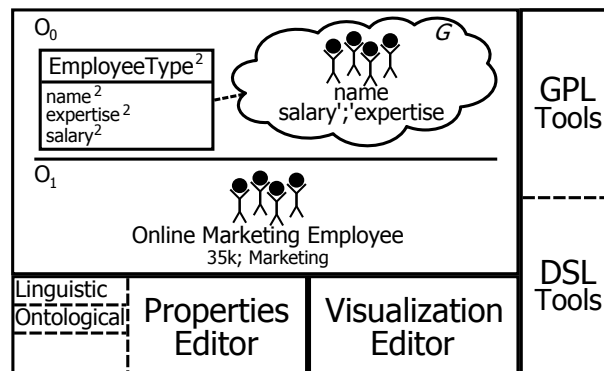 O₀
EmployeeType²
name²
expertise²
salary²
G
name
salary';'expertise
O₁
Online Marketing Employee
35k; Marketing
GPL
Tools
DSL
Tools
Linguistic
Ontological
Properties
Editor
Visualization
Editor